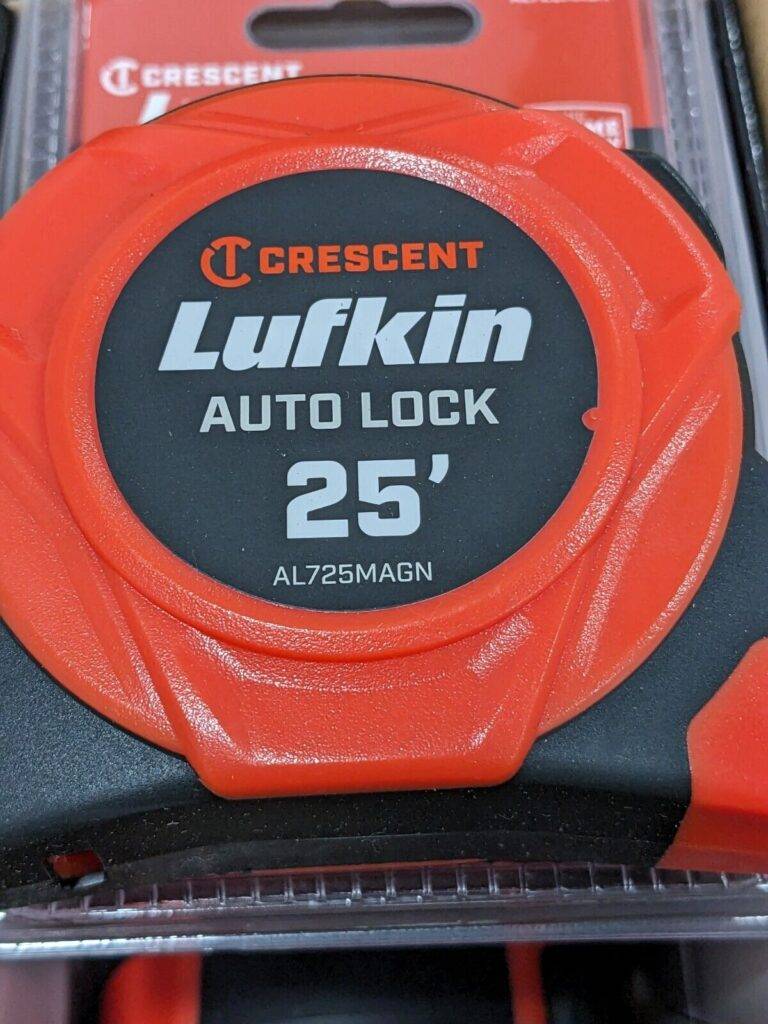 CRESCENT
CRESCENT
Lufkin
AUTO LOCK
25’
AL725MAGN